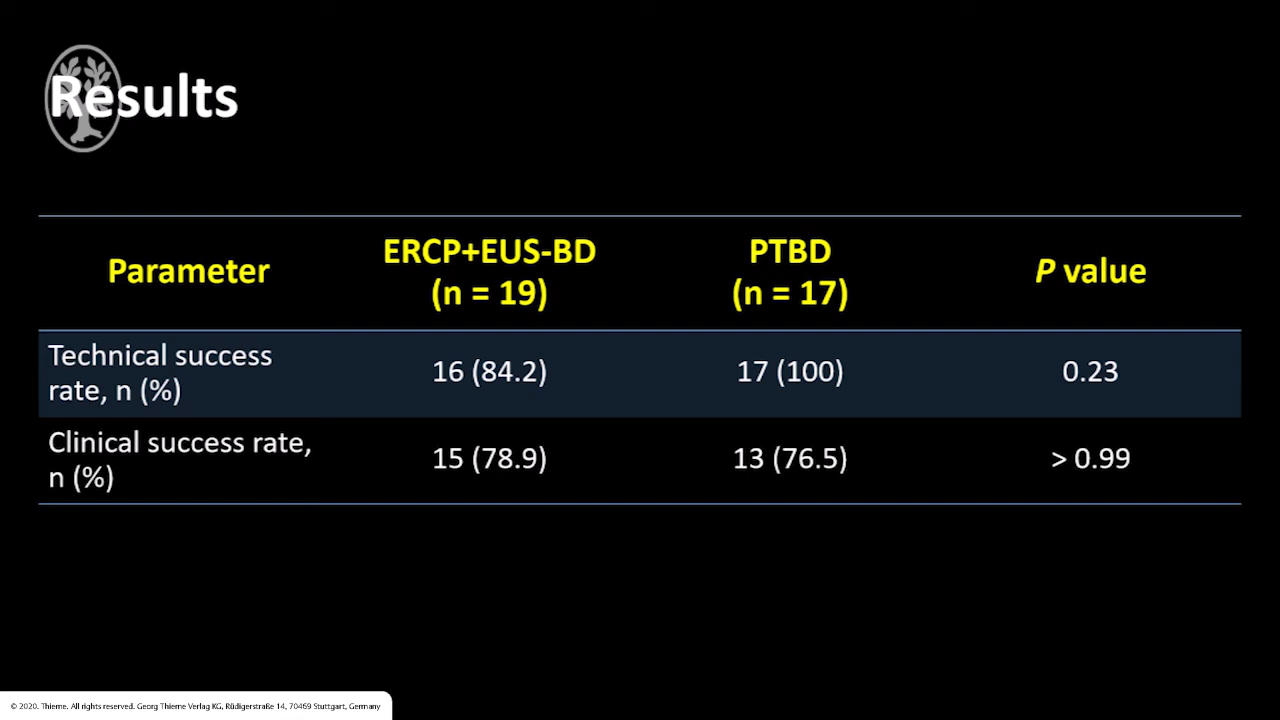 Results
Parameter
ERCP+EUS-BD
(n = 19)
PTBD
(n = 17)
P value
Technical success
rate, n (%)
16 (84.2)
17 (100)
0.23
Clinical success rate,
n (%)
15 (78.9)
13 (76.5)
> 0.99
© 2020. Thieme. All rights reserved. Georg Thieme Verlag KG, Rüdigerstraße 14, 70469 Stuttgart, Germany